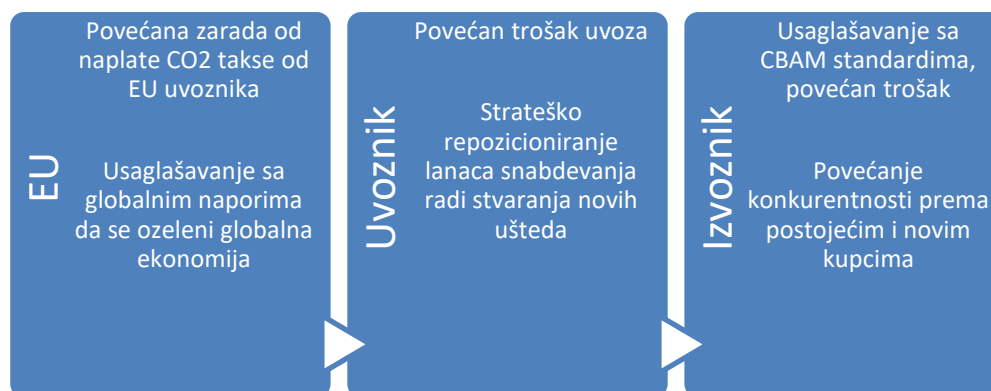 EU
Povećana zarada od
naplate CO2 takse od
EU uvoznika
Usaglašavanje sa
globalnim naporima
da se ozeleni globalna
ekonomija
Uvoznik
Povećan trošak uvoza
Strateško
repozicioniranje
lanaca snabdevanja
radi stvaranja novih
ušteda
Izvoznik
Usaglašavanje sa
CBAM standardima,
povećan trošak
Povećanje
konkurentnosti prema
postojećim i novim
kupcima